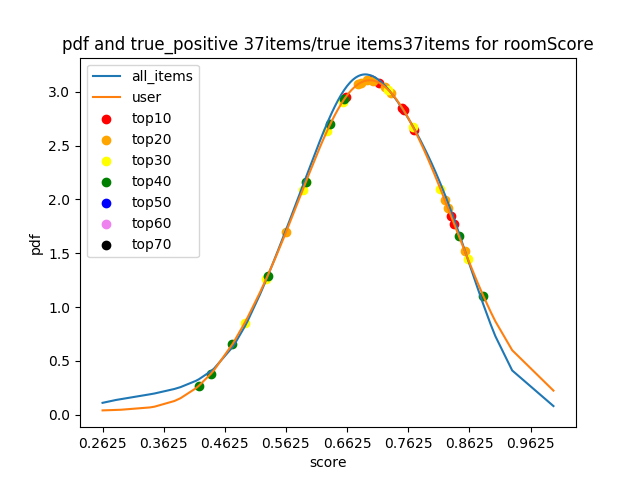 pdf and true_positive 37items/true items37items for roomScore
all_items
user
top10
top20
top30
top40
top50
top60
top70
3.0
2.5
2.0
1.5
1.0
0.5
0.0
pdf
0.2625 0.3625 0.4625 0.5625 0.6625 0.7625 0.8625 0.9625
score